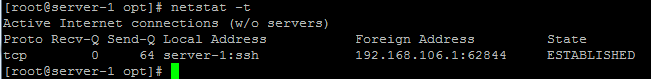 [root@server-1 opt]# netstat -t
Active Internet connections (w/o servers)
Proto Recv-Q Send-Q Local Address           Foreign Address         State
tcp        0     64 server-1:ssh            192.168.106.1:62844     ESTABLISHED
[root@server-1 opt]#